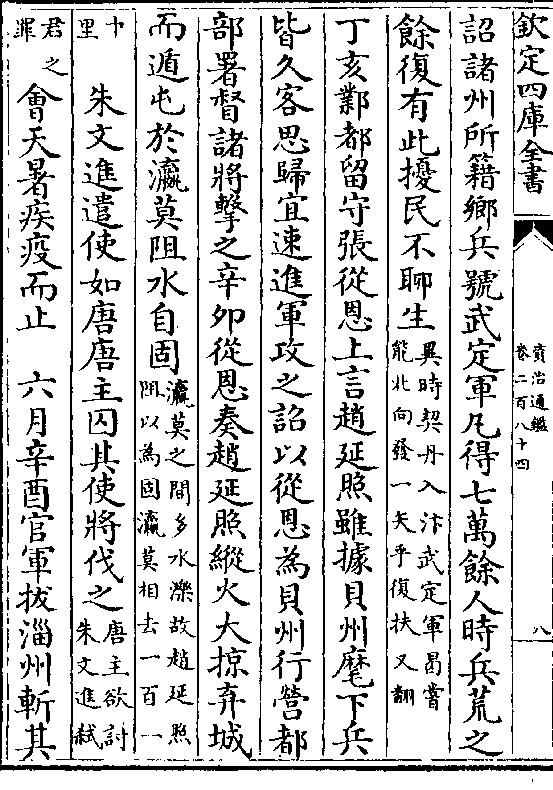 欽定四庫全書
資治通鑑
卷二百八十四
八
詔諸州所籍鄉兵號武定軍凡得七萬餘人時兵荒之
餘復有此擾民不聊生異時契丹入汴武定軍曷嘗
能北向發一矢乎復扶又翻
丁亥鄴都留守張從恩上言趙延照雖據貝州麾下兵
皆久客思歸宜速進軍攻之詔以從恩為貝州行營都
部署督諸將擊之辛卯從恩奏趙延照縱火大掠弃城
而遁屯於瀛莫阻水自固瀛莫之間多水濼故趙延照
阻以為固瀛莫相去一百一
十
里朱文進遣使如唐唐主囚其使將伐之唐主欲討
朱文進弑
君之
罪會天暑疾疫而止　六月辛酉官軍拔淄州斬其